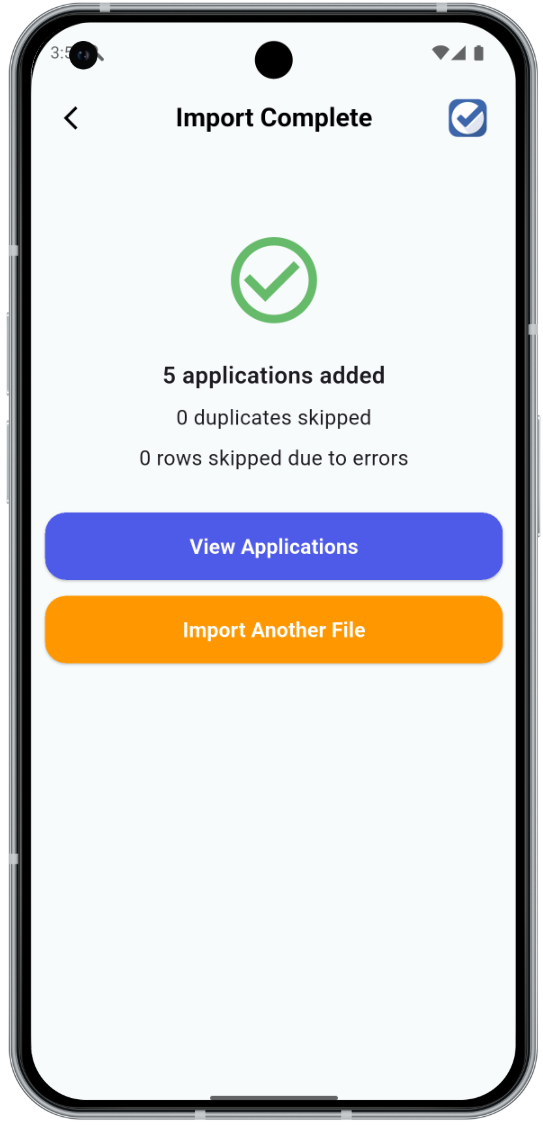 Import Complete
5 applications added
0 duplicates skipped
0 rows skipped due to errors
View Applications
Import Another File